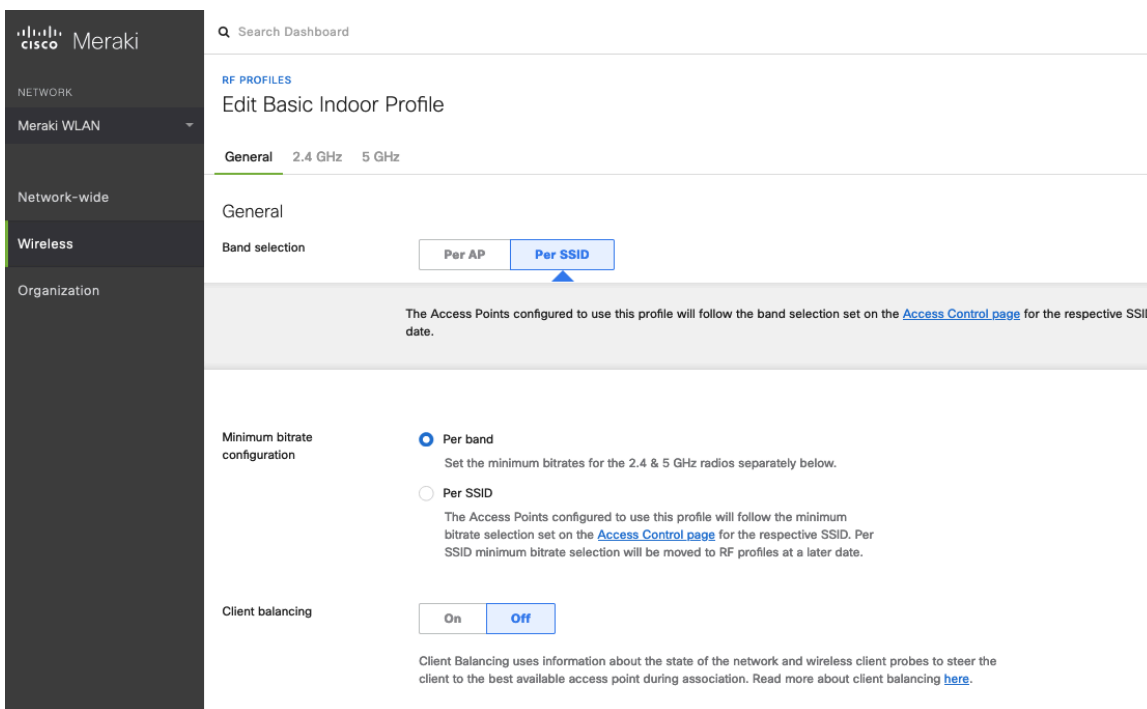 cisco Meraki
NETWORK
Meraki WLAN
Network-wide
Wireless
Organization
Search Dashboard
RF PROFILES
Edit Basic Indoor Profile
General 2.4 GHz 5 GHz
General
Band selection
Per AP Per SSID
The Access Points configured to use this profile will follow the band selection set on the Access Control page for the respective
date.
Minimum bitrate
configuration
Per band
Set the minimum bitrates for the 2.4 & 5 GHz radios separately below.
Per SSID
The Access Points configured to use this profile will follow the minimum
bitrate selection set on the Access Control page for the respective SSID. Per
SSID minimum bitrate selection will be moved to RF profiles at a later date.
Client balancing
On Off
Client Balancing uses information about the state of the network and wireless client probes to steer the
client to the best available access point during association. Read more about client balancing here.